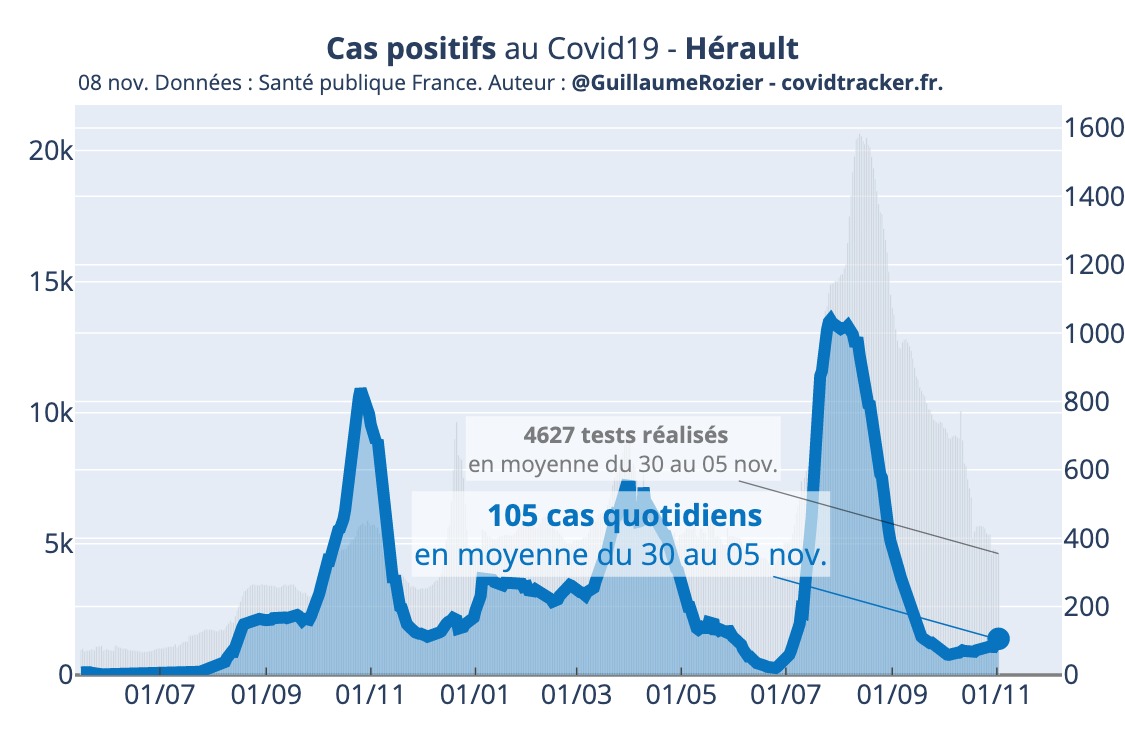 Cas positifs au Covid19 - Hérault
08 nov. Données : Santé publique France. Auteur : @GuillaumeRozier - covidtracker.fr.
20k
15k
10k
5k
0
1600
1400
1200
1000
800
600
400
200
0
4627 tests réalisés
en moyenne du 30 au 05 nov.
105 cas quotidiens
en moyenne du 30 au 05 nov.
01/07 01/09 01/11 01/01 01/03 01/05 01/07 01/09 01/11